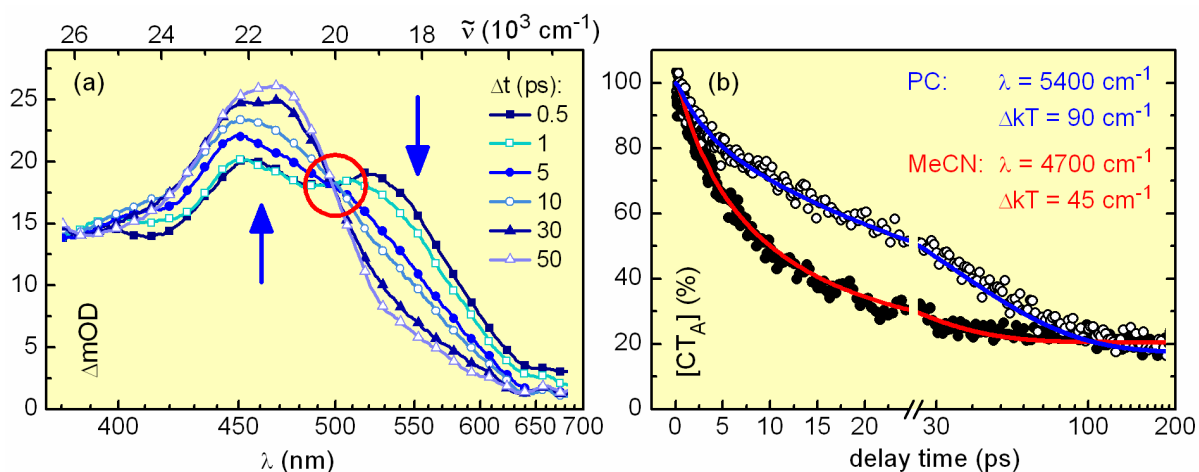 26 24 22 20 18 ν̃ (10³ cm⁻¹)
(a)
Δt (ps):
0.5
1
5
10
30
50
25
20
15
10
5
0
ΔmOD
400 450 500 550 600 650 700
λ (nm)
(b)
PC: λ = 5400 cm⁻¹
ΔkT = 90 cm⁻¹
MeCN: λ = 4700 cm⁻¹
ΔkT = 45 cm⁻¹
100
80
60
40
20
0
[CT_A] (%)
0 5 10 15 20 30 100 200
delay time (ps)